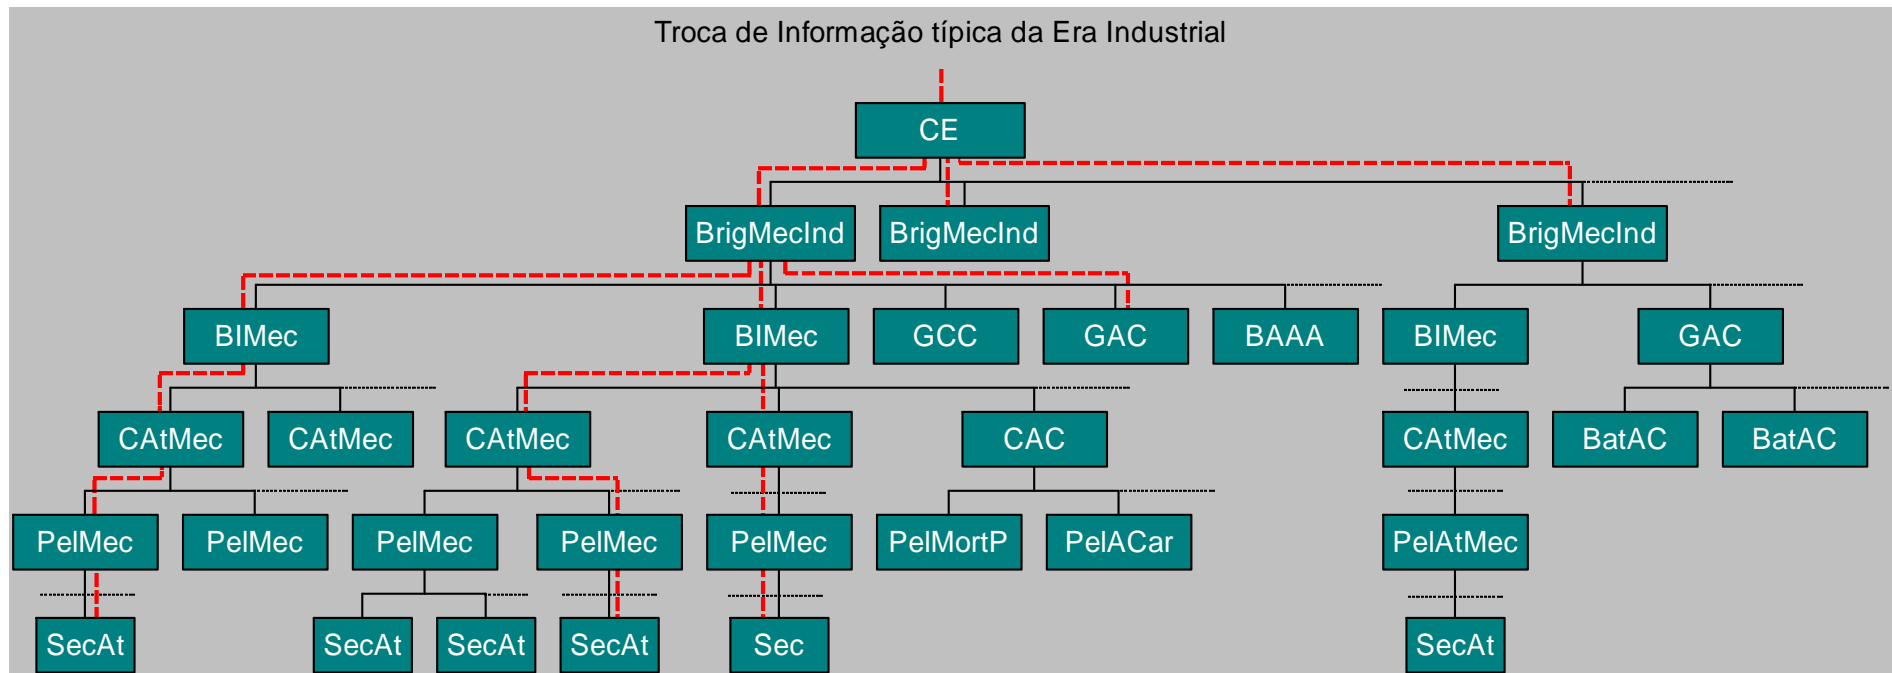 Troca de Informação típica da Era Industrial
CE
BrigMecInd
BrigMecInd
BrigMecInd
BIMec
BIMec
GCC
GAC
BAAA
BIMec
GAC
CAtMec
CAtMec
CAtMec
CAtMec
CAC
CAtMec
BatAC
BatAC
PelMec
PelMec
PelMec
PelMec
PelMec
PelMortP
PelACar
PelAtMec
SecAt
SecAt
SecAt
SecAt
Sec
SecAt